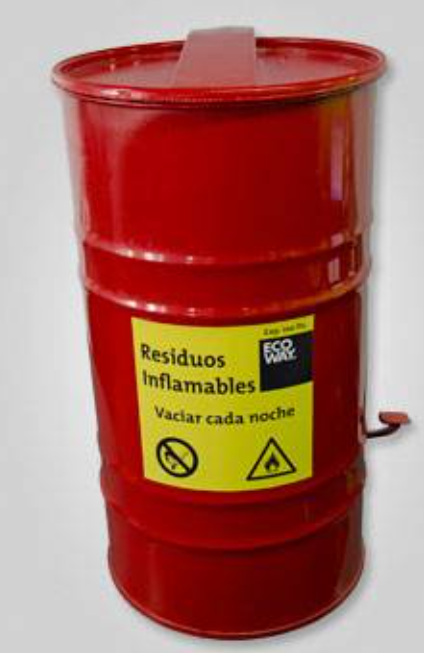 ECO
WAY.
Residuos
Inflamables
Vaciar cada noche